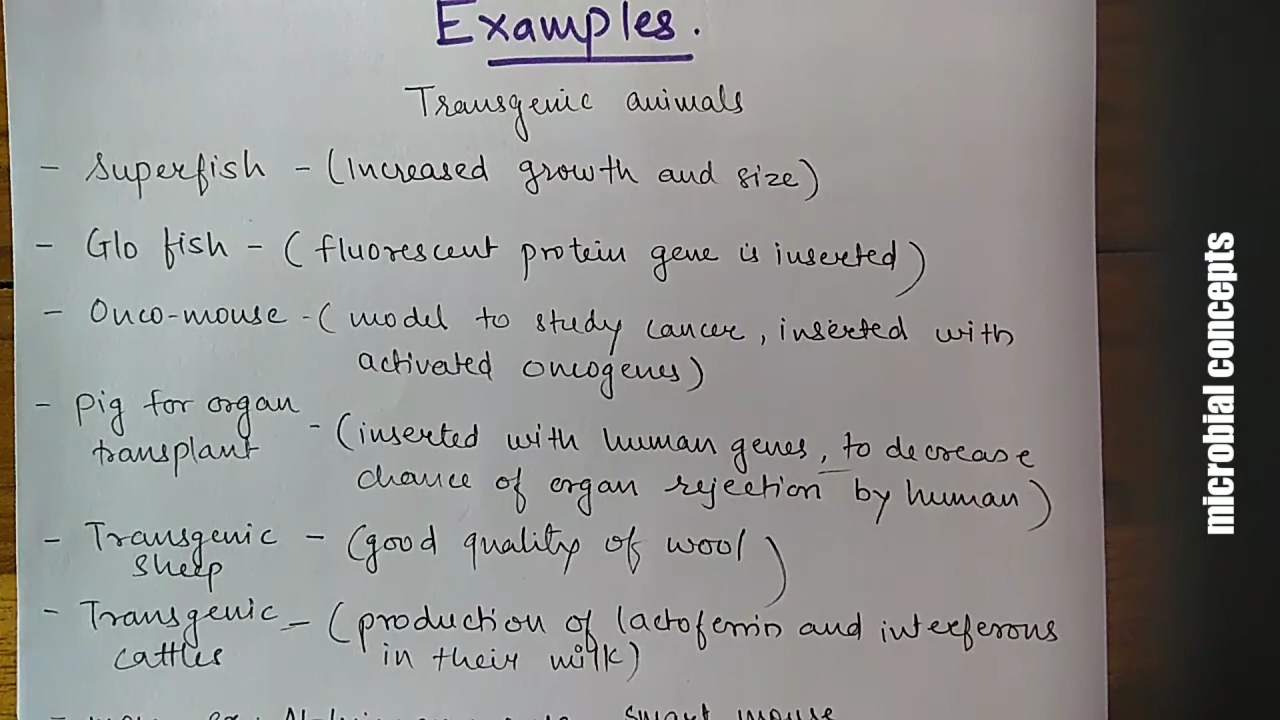 Examples.
Transgenic animals
- Superfish - (Increased growth and size)
- Glo fish - (fluorescent protein gene is inserted)
- Onco-mouse - (model to study cancer, inserted with
activated oncogenes)
- pig for organ
transplant - (inserted with human genes, to decrease
chance of organ rejection by human)
- Transgenic
sheep - (good quality of wool)
- Transgenic
cattles - (production of lactoferrin and interferons
in their milk)
smart mouse
microbial concepts